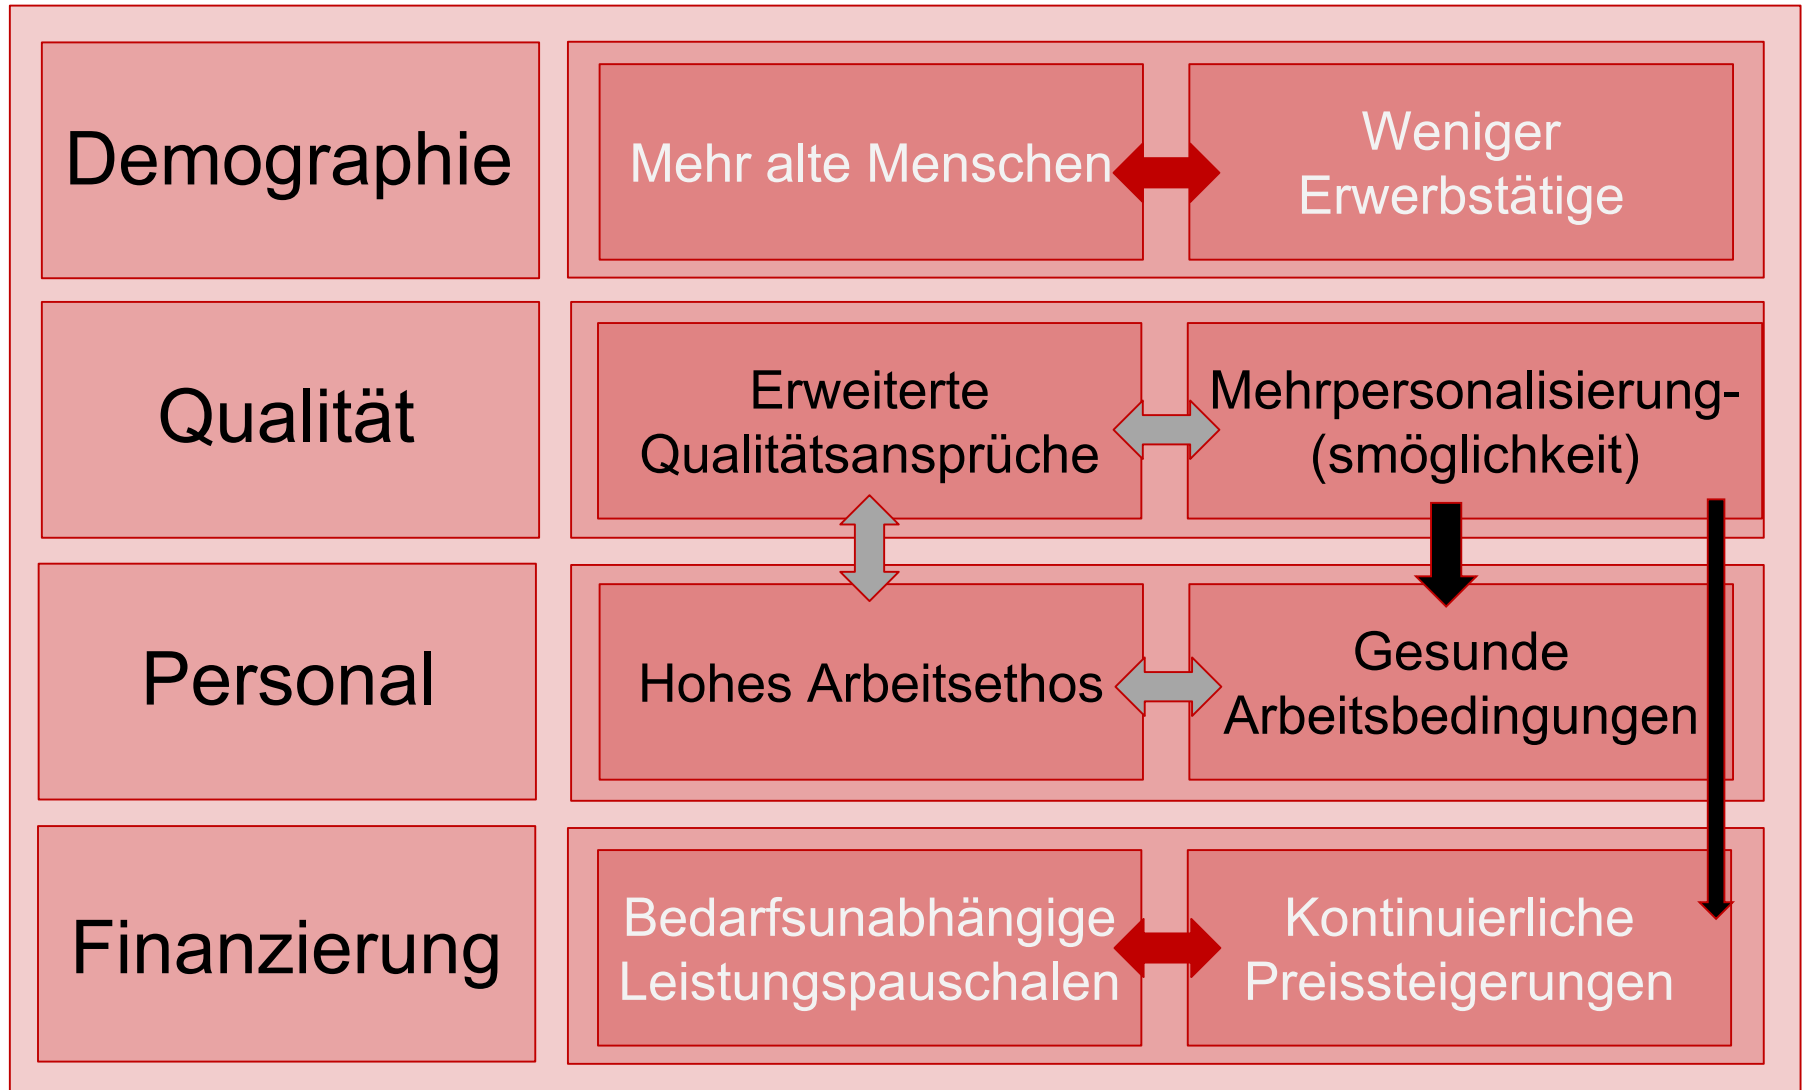 Demographie
Mehr alte Menschen
Weniger
Erwerbstätige
Qualität
Erweiterte
Qualitätsansprüche
Mehrpersonalisierung-
(smöglichkeit)
Personal
Hohes Arbeitsethos
Gesunde
Arbeitsbedingungen
Finanzierung
Bedarfsunabhängige
Leistungspauschalen
Kontinuierliche
Preissteigerungen